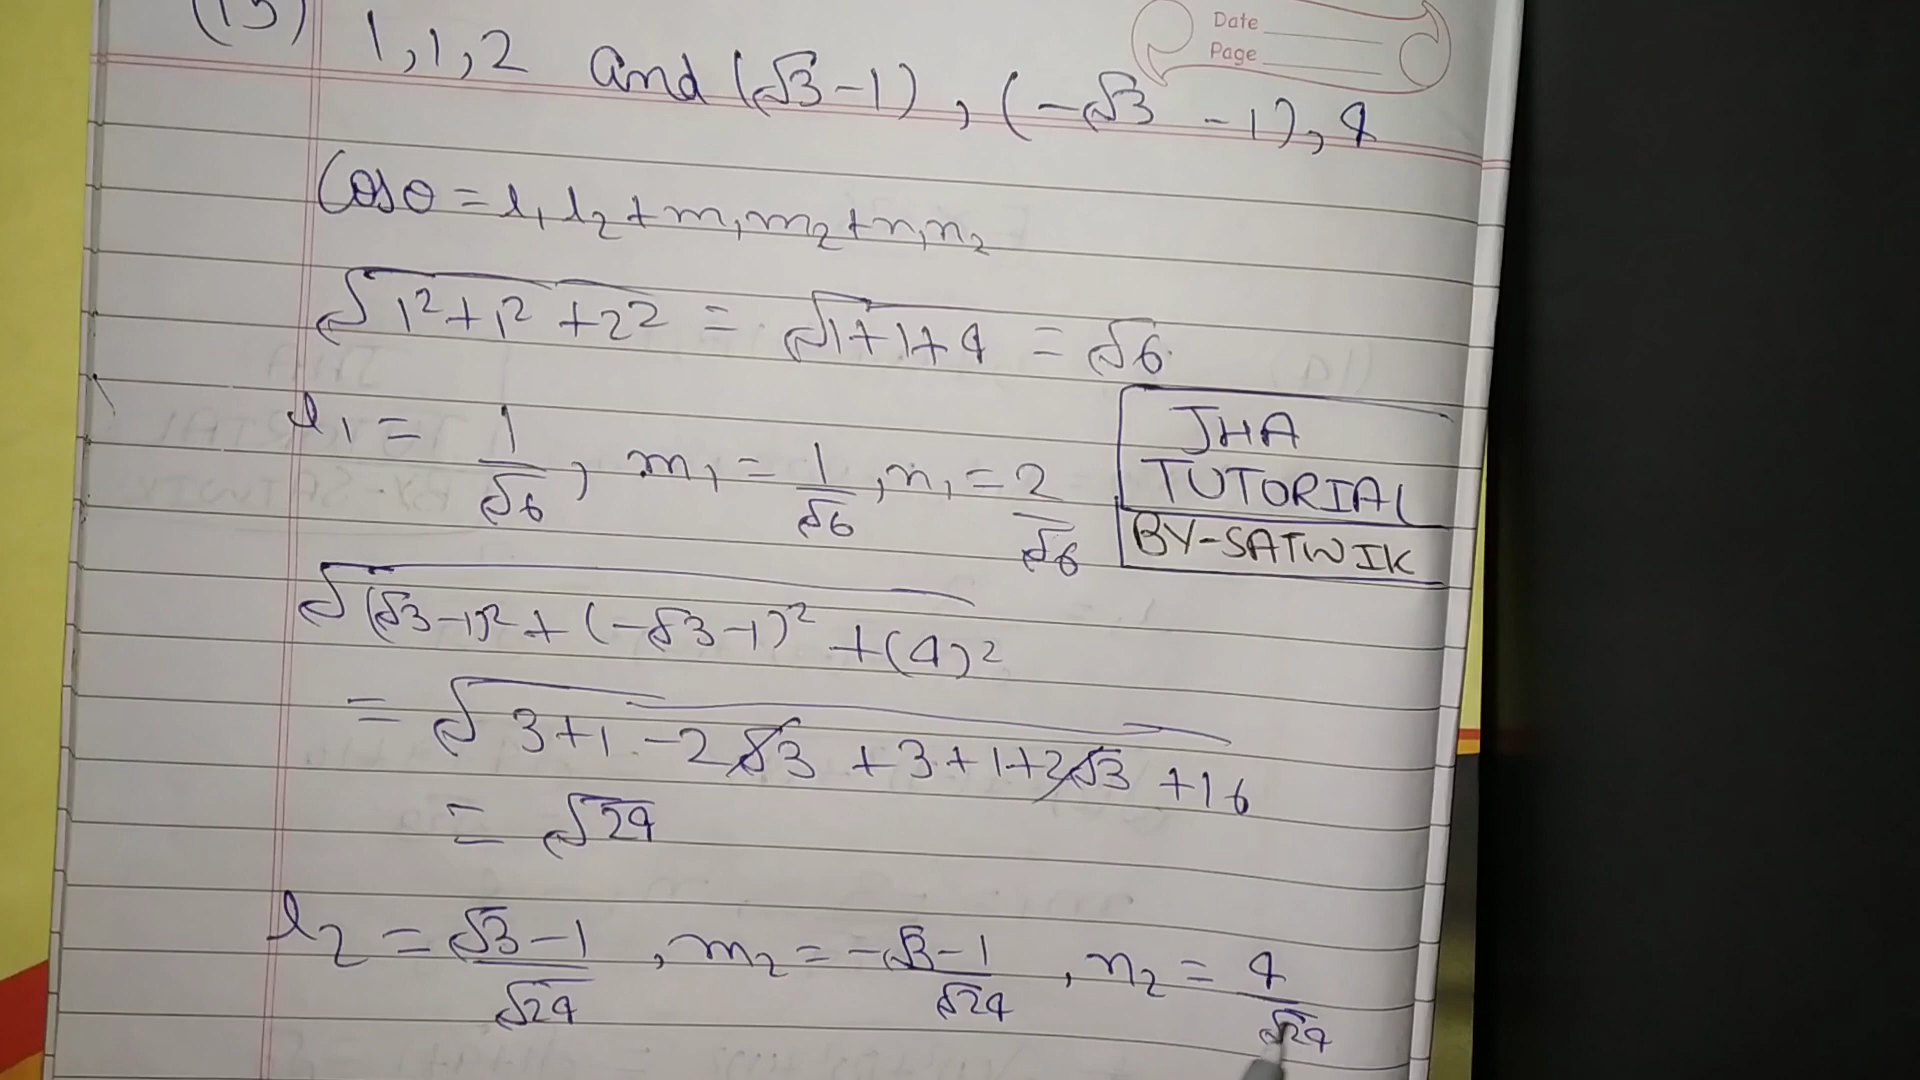 Date
Page
(13) 1,1,2 and (√3-1), (-√3 -1), 4
Cosθ = l₁l₂ + m₁m₂ + n₁n₂
√1²+1²+2² = √1+1+4 = √6
l₁ = 1/√6, m₁ = 1/√6, n₁ = 2/√6
JHA
TUTORIAL
BY-SATWIK
√(√3-1)² + (-√3-1)² + (4)²
= √3+1-2√3+3+1+2√3+16
= √24
l₂ = √3-1/√24, m₂ = -√3-1/√24, n₂ = 4/√24